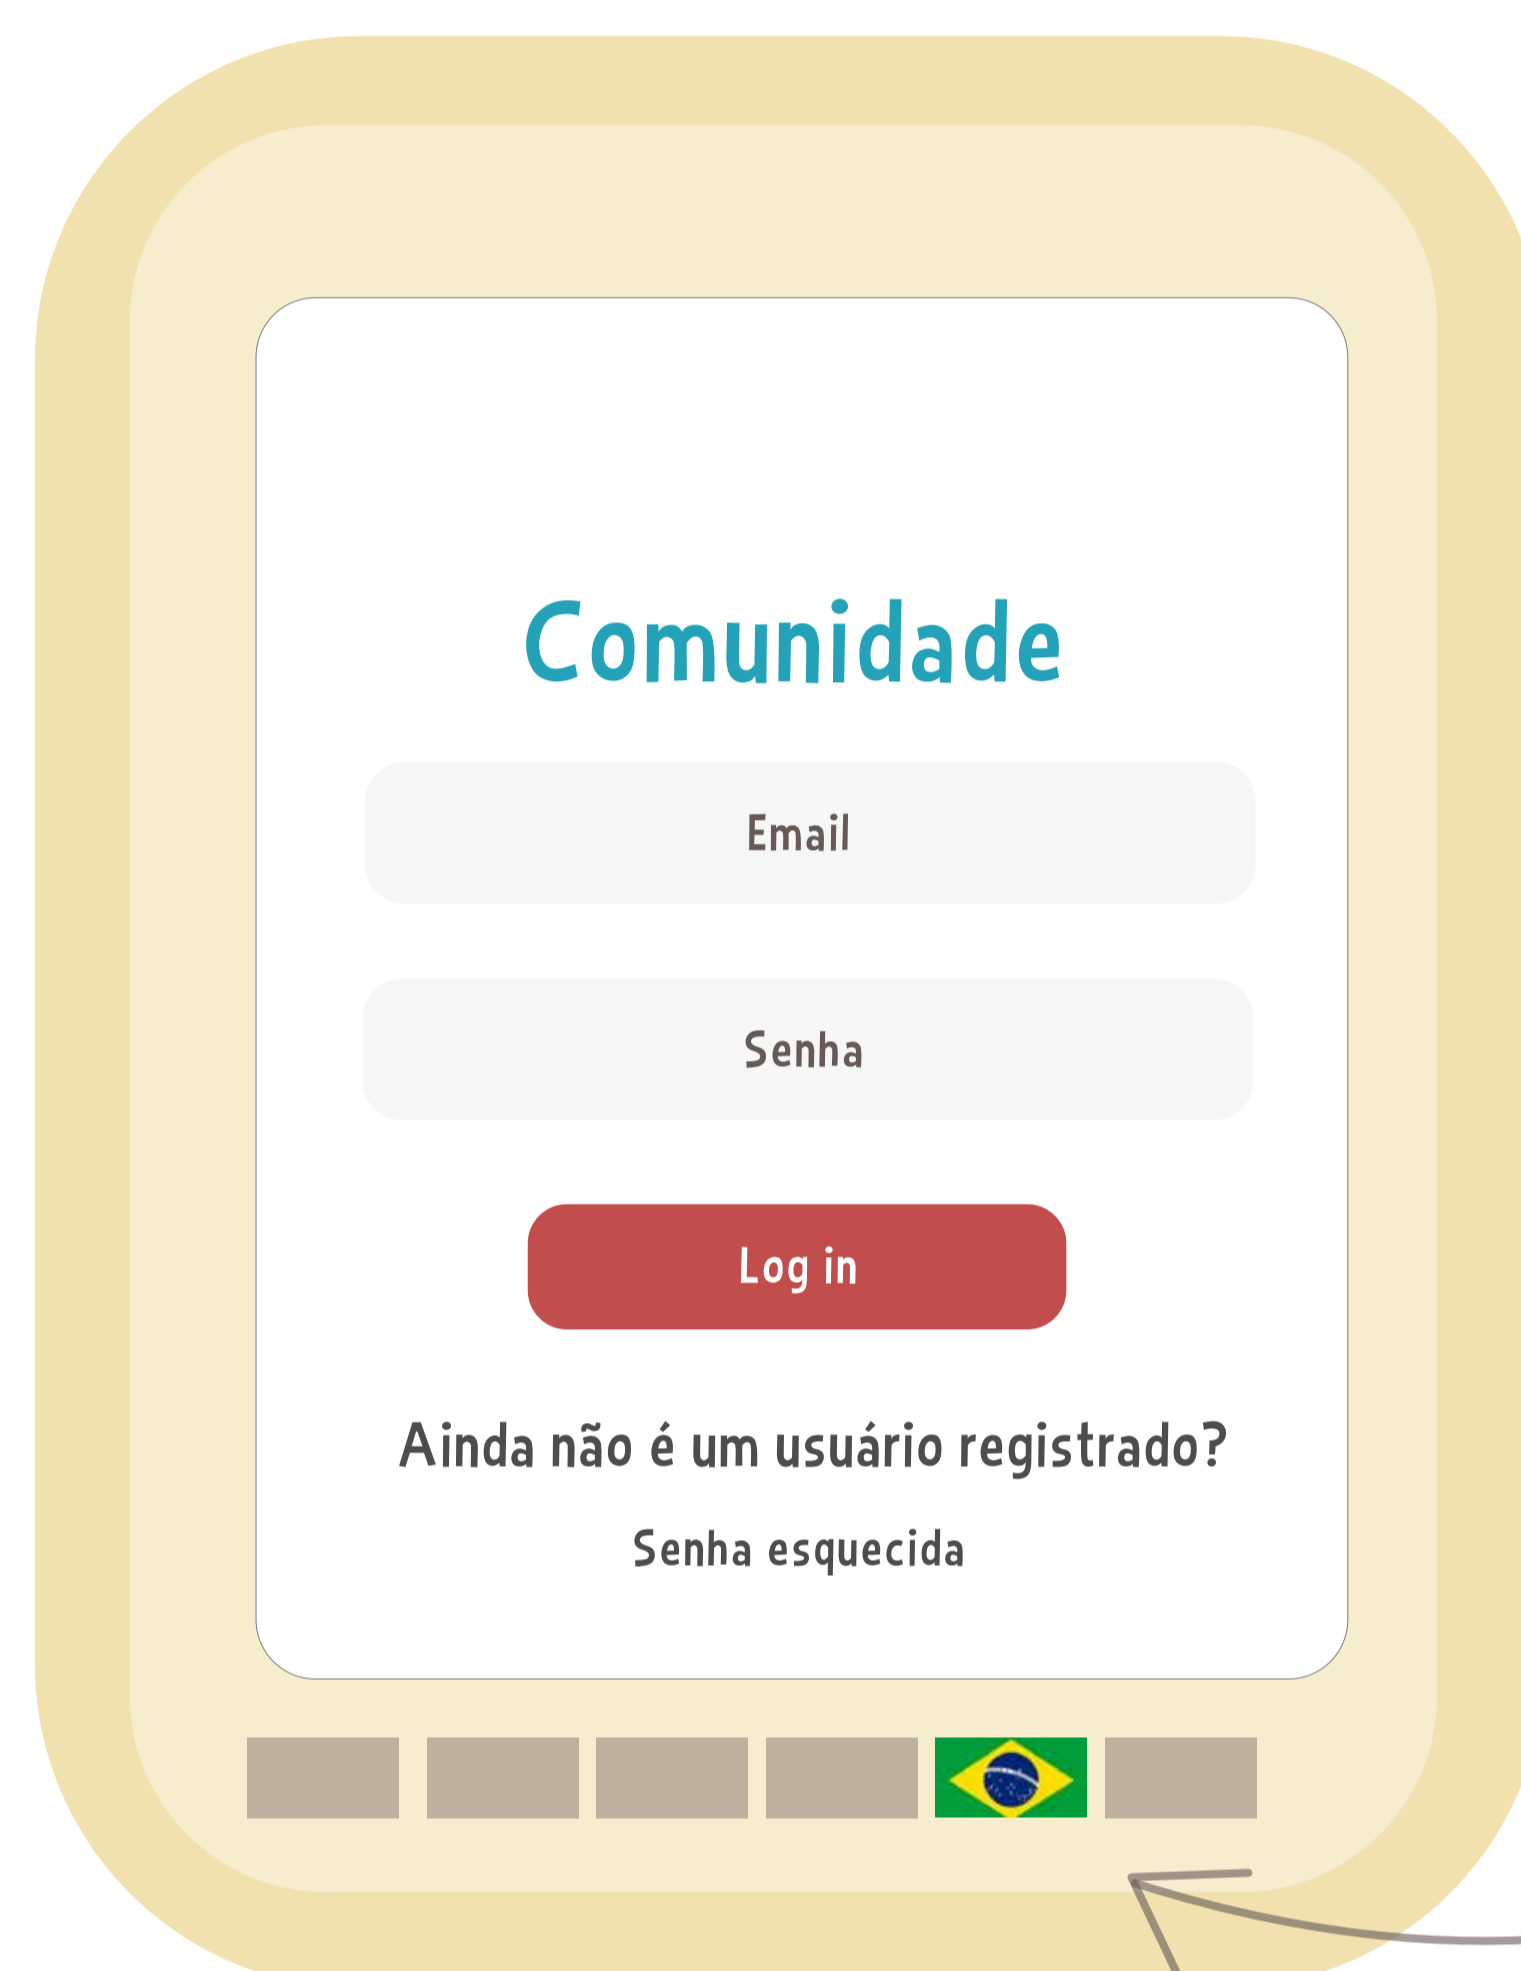 Comunidade
Email
Senha
Log in
Ainda não é um usuário registrado?
Senha esquecida